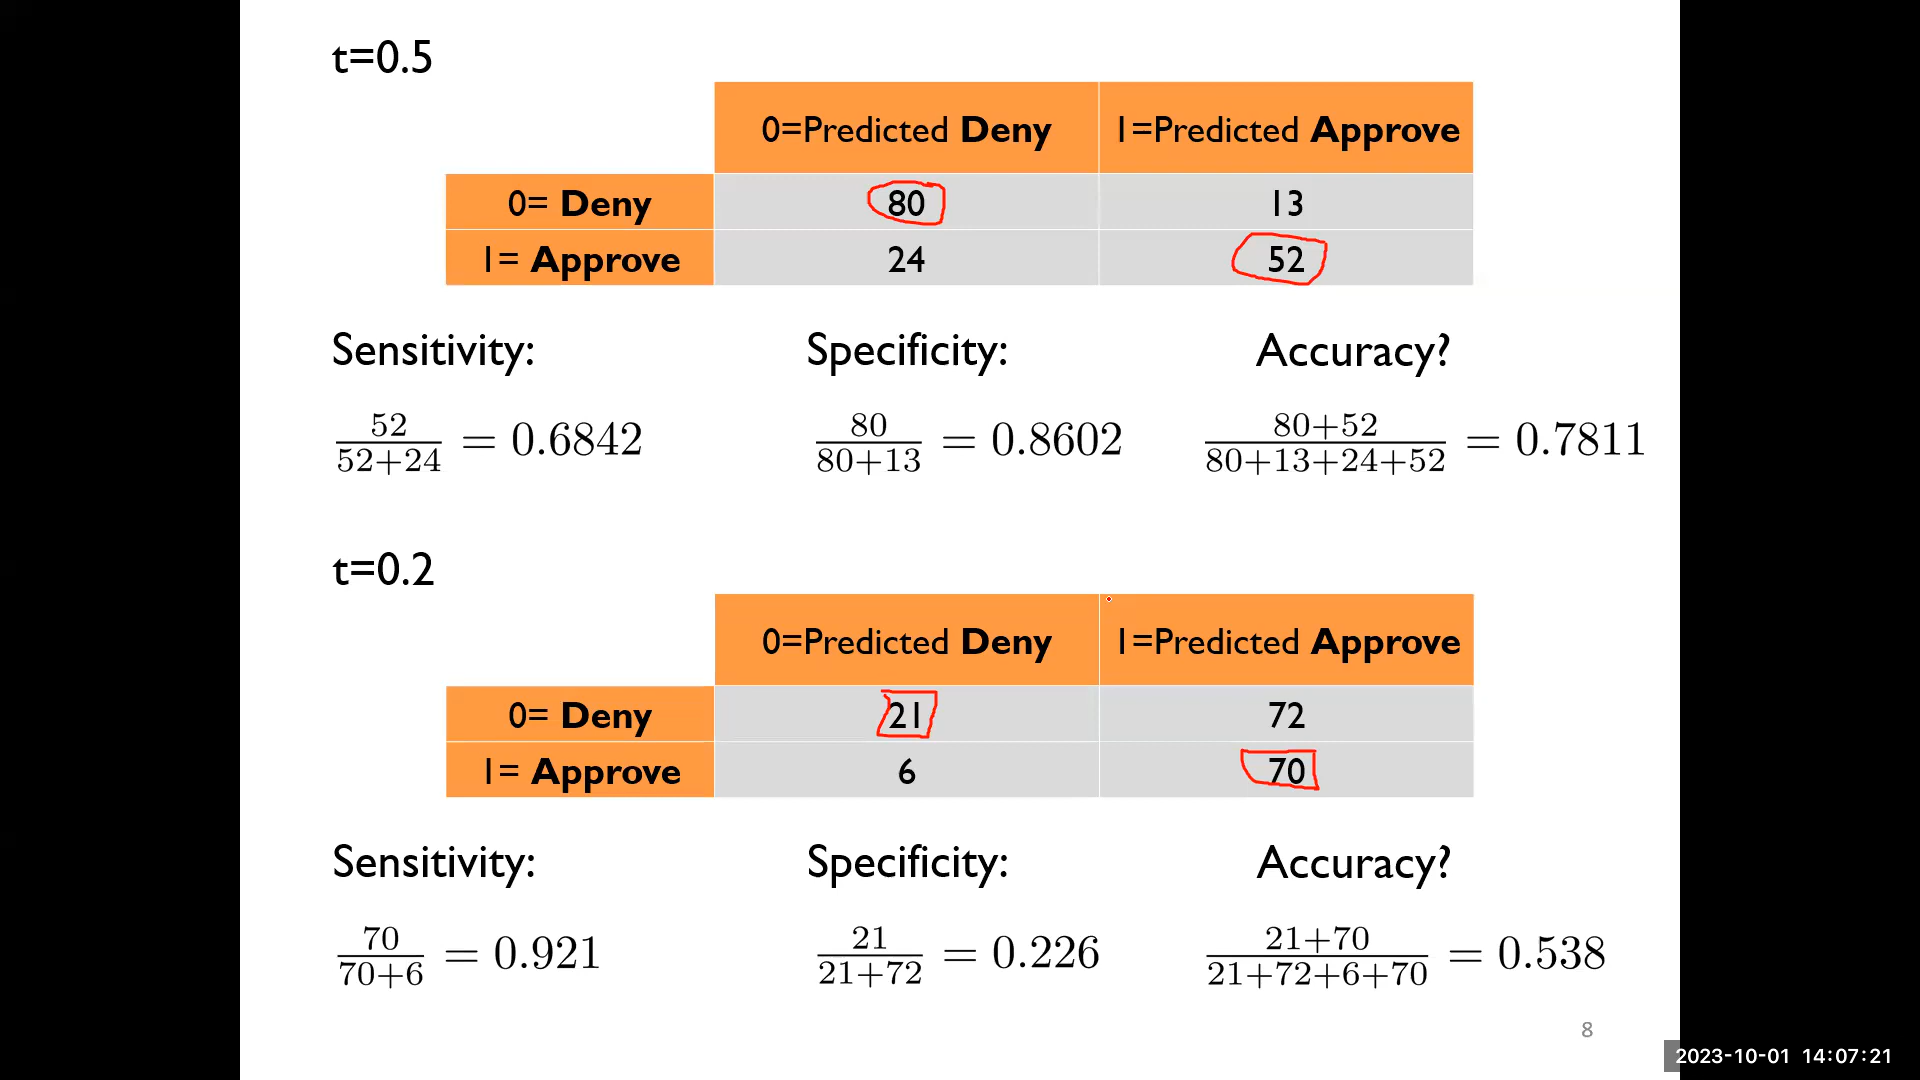 t=0.5
0=Predicted Deny 1=Predicted Approve
0= Deny 80 13
1= Approve 24 52
Sensitivity: Specificity: Accuracy?
52/(52+24) = 0.6842 80/(80+13) = 0.8602 (80+52)/(80+13+24+52) = 0.7811
t=0.2
0=Predicted Deny 1=Predicted Approve
0= Deny 21 72
1= Approve 6 70
Sensitivity: Specificity: Accuracy?
70/(70+6) = 0.921 21/(21+72) = 0.226 (21+70)/(21+72+6+70) = 0.538
8
2023-10-01 14:07:21